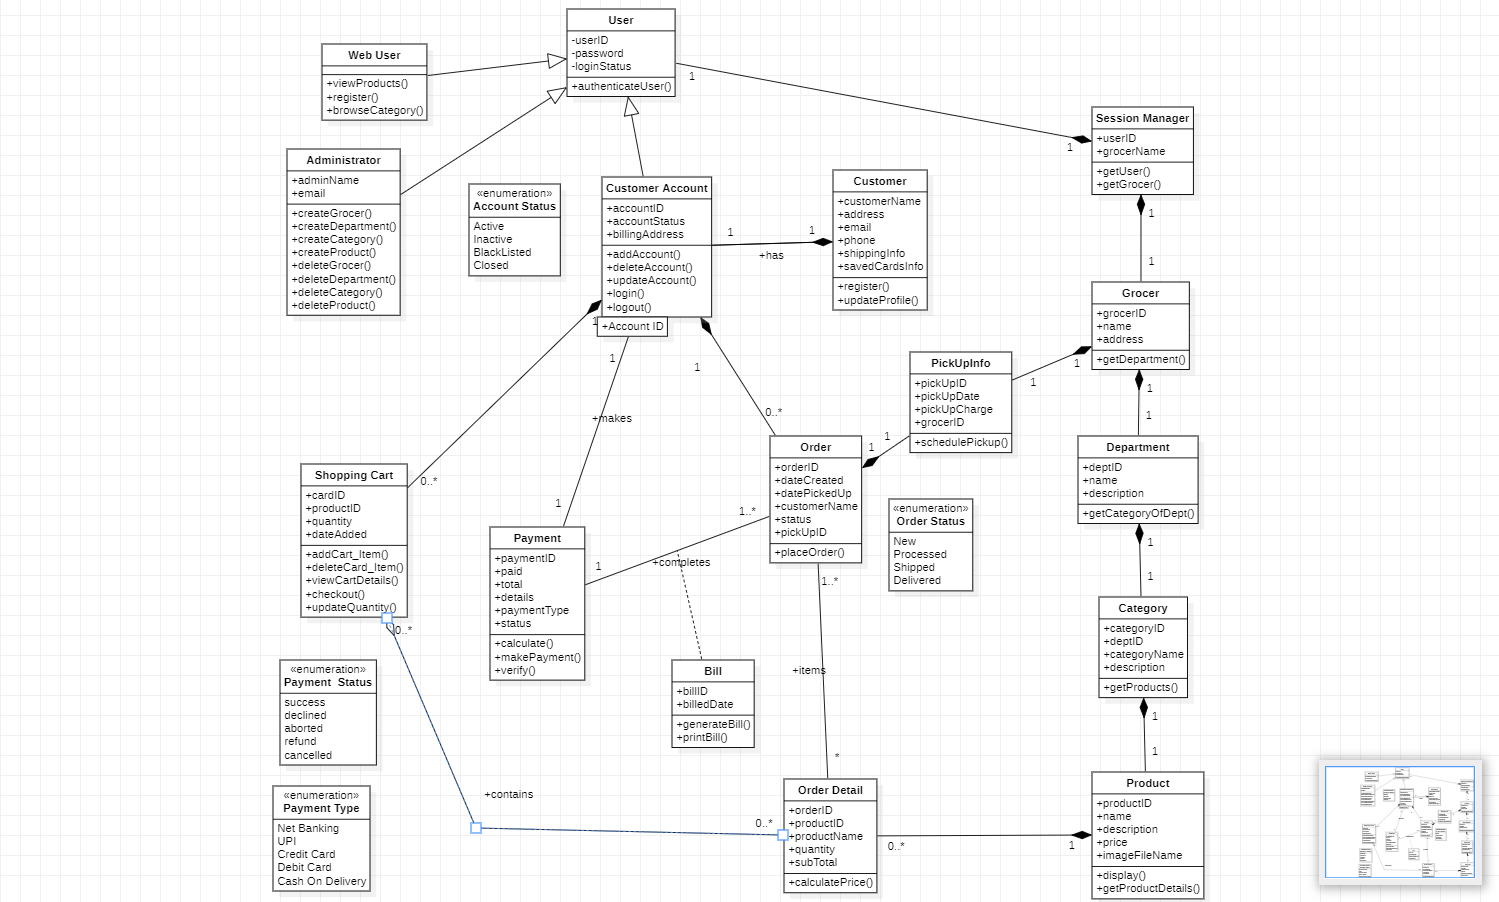 User
-userID
-password
-loginStatus
+authenticateUser()
1
Web User
+viewProducts()
+register()
+browseCategory()
Session Manager
+userID
+grocerName
+getUser()
+getGrocer()
1
1
1
Administrator
+adminName
+email
+createGrocer()
+createDepartment()
+createCategory()
+createProduct()
+deleteGrocer()
+deleteDepartment()
+deleteCategory()
+deleteProduct()
«enumeration»
Account Status
Active
Inactive
BlackListed
Closed
Customer Account
+accountID
+accountStatus
+billingAddress
+addAccount()
+deleteAccount()
+updateAccount()
+login()
+logout()
+Account ID
1
1
1
+has
1
1
Customer
+customerName
+address
+email
+phone
+shippingInfo
+savedCardsInfo
+register()
+updateProfile()
Grocer
+grocerID
+name
+address
+getDepartment()
1
1
1
1
PickUpInfo
+pickUpID
+pickUpDate
+pickUpCharge
+grocerID
+schedulePickup()
+makes
0..*
1
1
Order
+orderID
+dateCreated
+datePickedUp
+customerName
+status
+pickUpID
+placeOrder()
Department
+deptID
+name
+description
+getCategoryOfDept()
1
1
Shopping Cart
+cardID
+productID
+quantity
+dateAdded
+addCart_Item()
+deleteCard_Item()
+viewCartDetails()
+checkout()
+updateQuantity()
0..*
0..*
1
Payment
+paymentID
+paid
+total
+details
+paymentType
+status
+calculate()
+makePayment()
+verify()
1
+completes
1..*
1..*
«enumeration»
Order Status
New
Processed
Shipped
Delivered
Category
+categoryID
+deptID
+categoryName
+description
+getProducts()
1
1
«enumeration»
Payment  Status
success
declined
aborted
refund
cancelled
Bill
+billID
+billedDate
+generateBill()
+printBill()
+items
*
«enumeration»
Payment Type
Net Banking
UPI
Credit Card
Debit Card
Cash On Delivery
+contains
0..*
Order Detail
+orderID
+productID
+productName
+quantity
+subTotal
+calculatePrice()
0..*
1
Product
+productID
+name
+description
+price
+imageFileName
+display()
+getProductDetails()